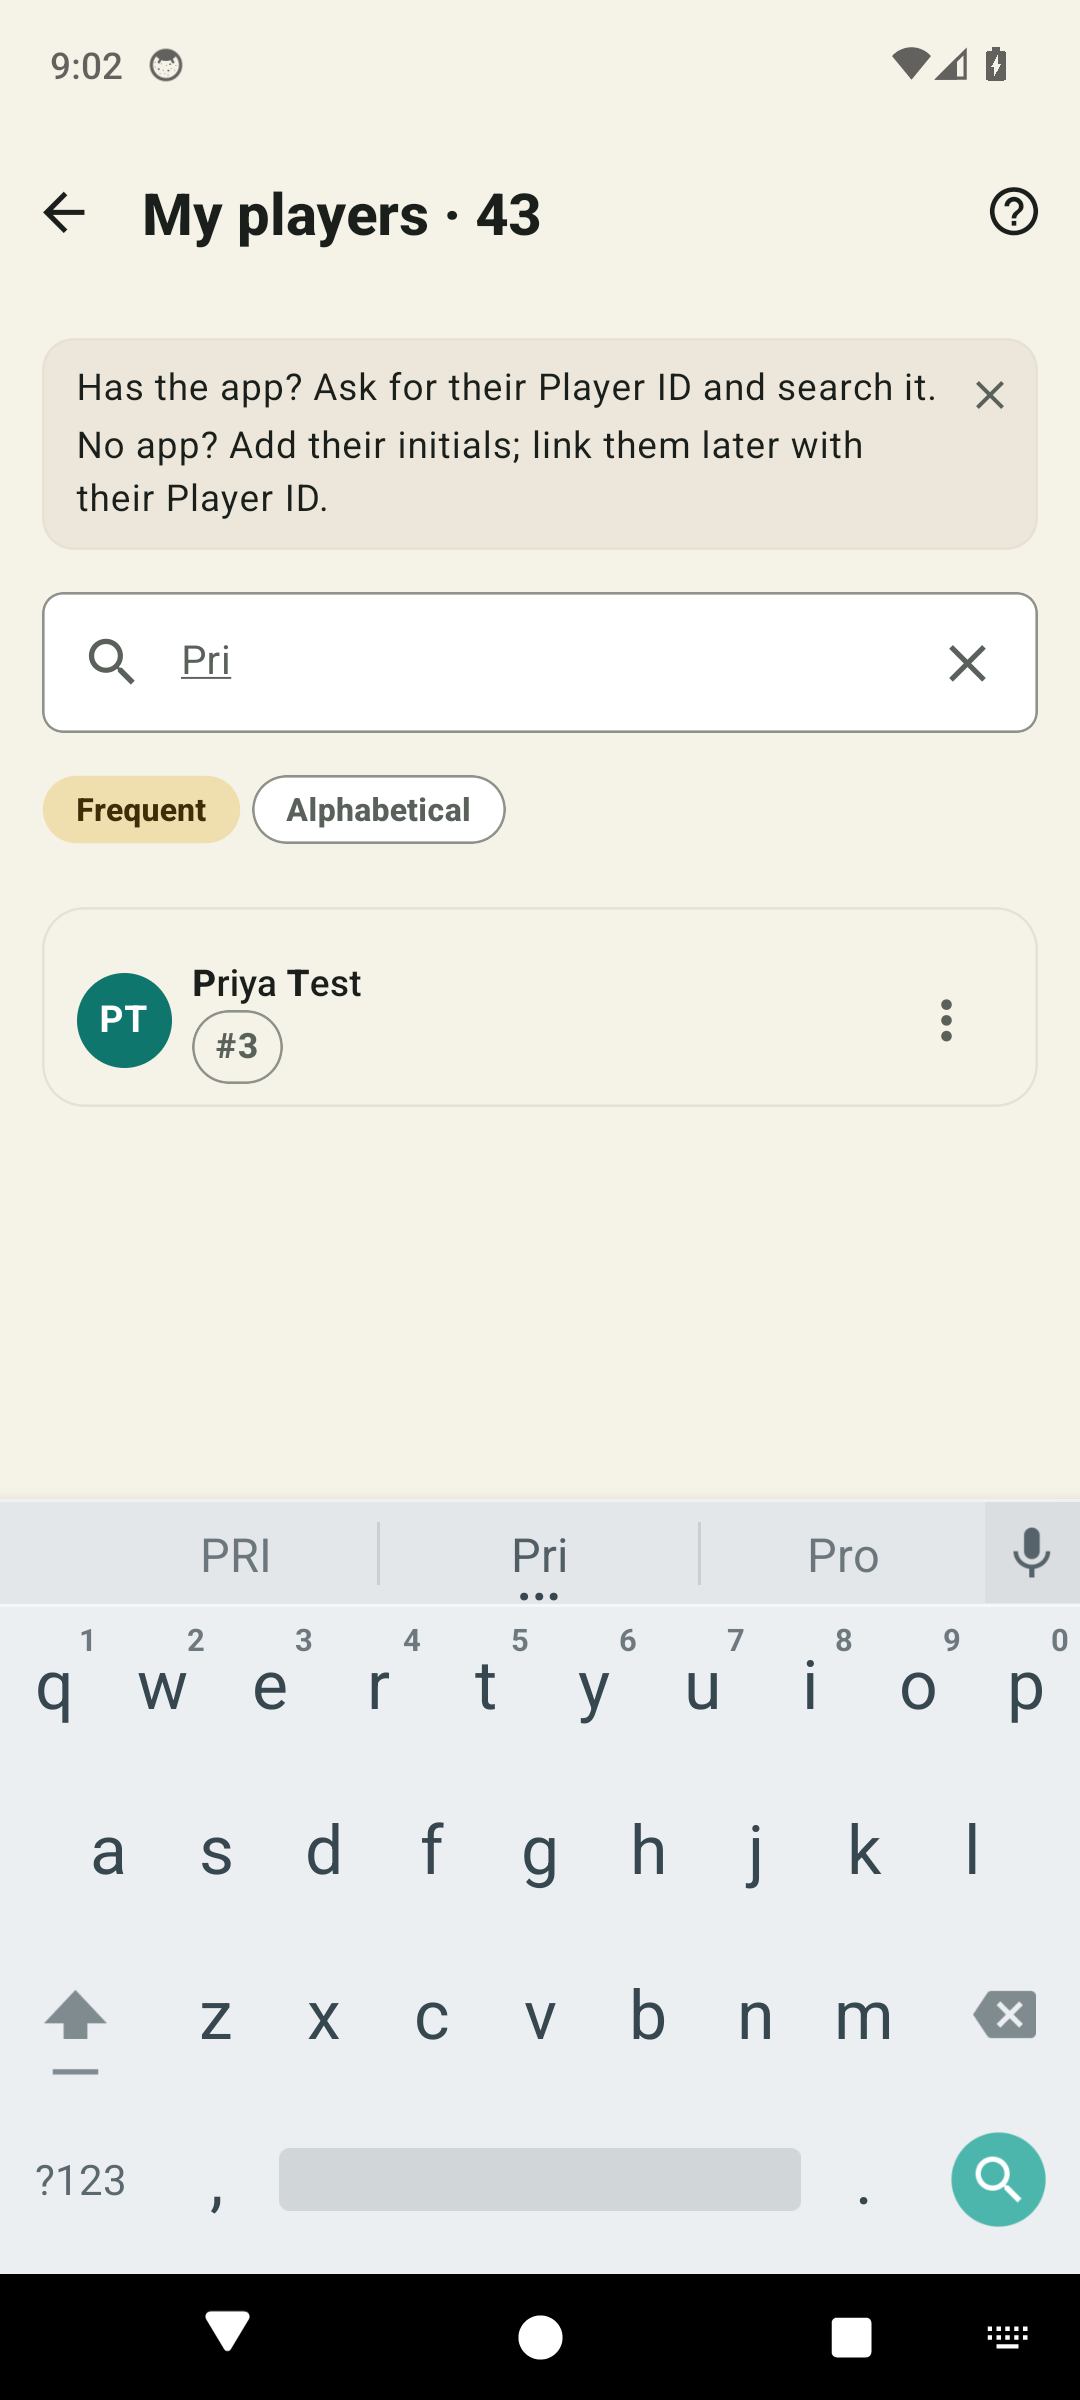 9:02
My players · 43
Has the app? Ask for their Player ID and search it.
No app? Add their initials; link them later with
their Player ID.
Pri
Frequent
Alphabetical
PT
Priya Test
#3
PRI
Pri
Pro
1 2 3 4 5 6 7 8 9 0
q w e r t y u i o p
a s d f g h j k l
z x c v b n m
?123 , .